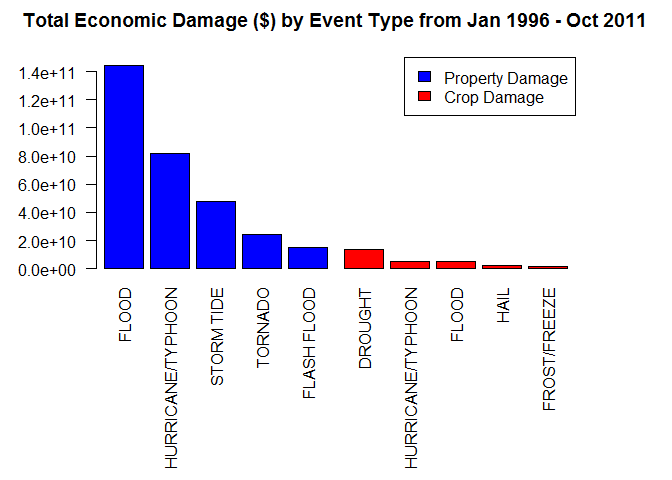 Total Economic Damage ($) by Event Type from Jan 1996 - Oct 2011
Property Damage
Crop Damage
1.4e+11
1.2e+11
1.0e+11
8.0e+10
6.0e+10
4.0e+10
2.0e+10
0.0e+00
FLOOD
HURRICANE/TYPHOON
STORM TIDE
TORNADO
FLASH FLOOD
DROUGHT
HURRICANE/TYPHOON
FLOOD
HAIL
FROST/FREEZE